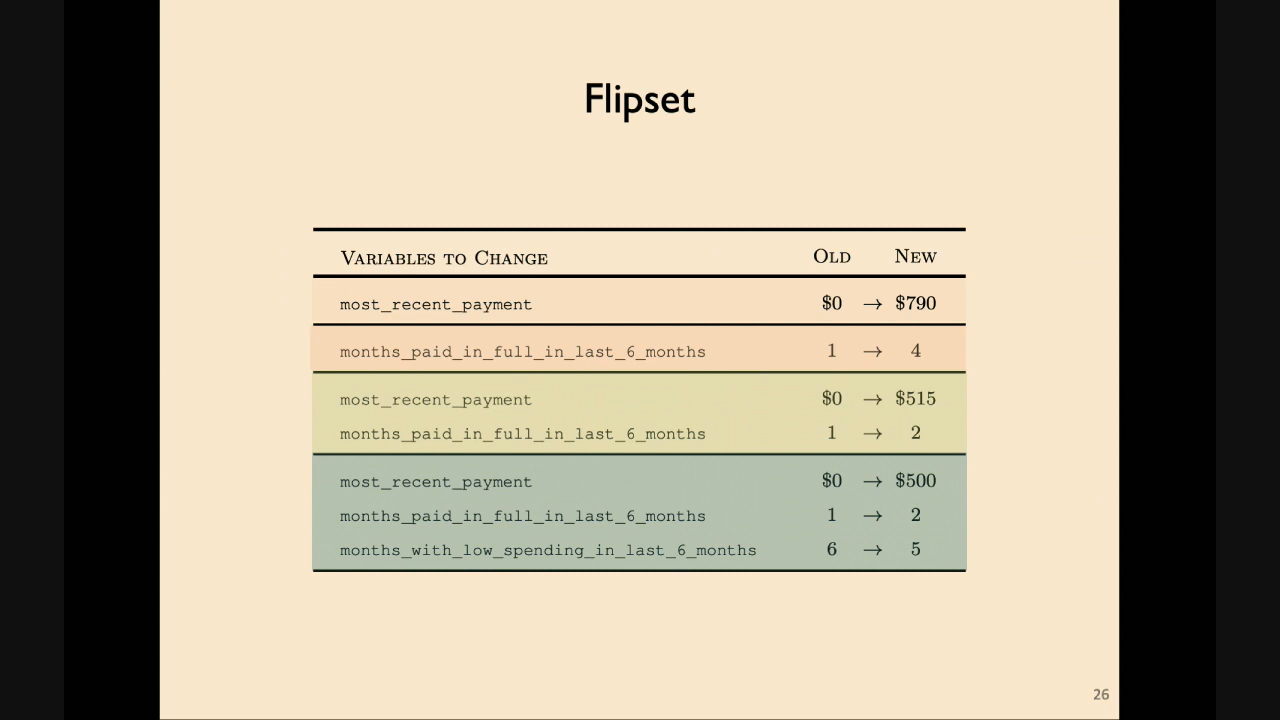 Flipset
VARIABLES TO CHANGE OLD NEW
most_recent_payment $0 → $790
months_paid_in_full_in_last_6_months 1 → 4
most_recent_payment $0 → $515
months_paid_in_full_in_last_6_months 1 → 2
most_recent_payment $0 → $500
months_paid_in_full_in_last_6_months 1 → 2
months_with_low_spending_in_last_6_months 6 → 5
26